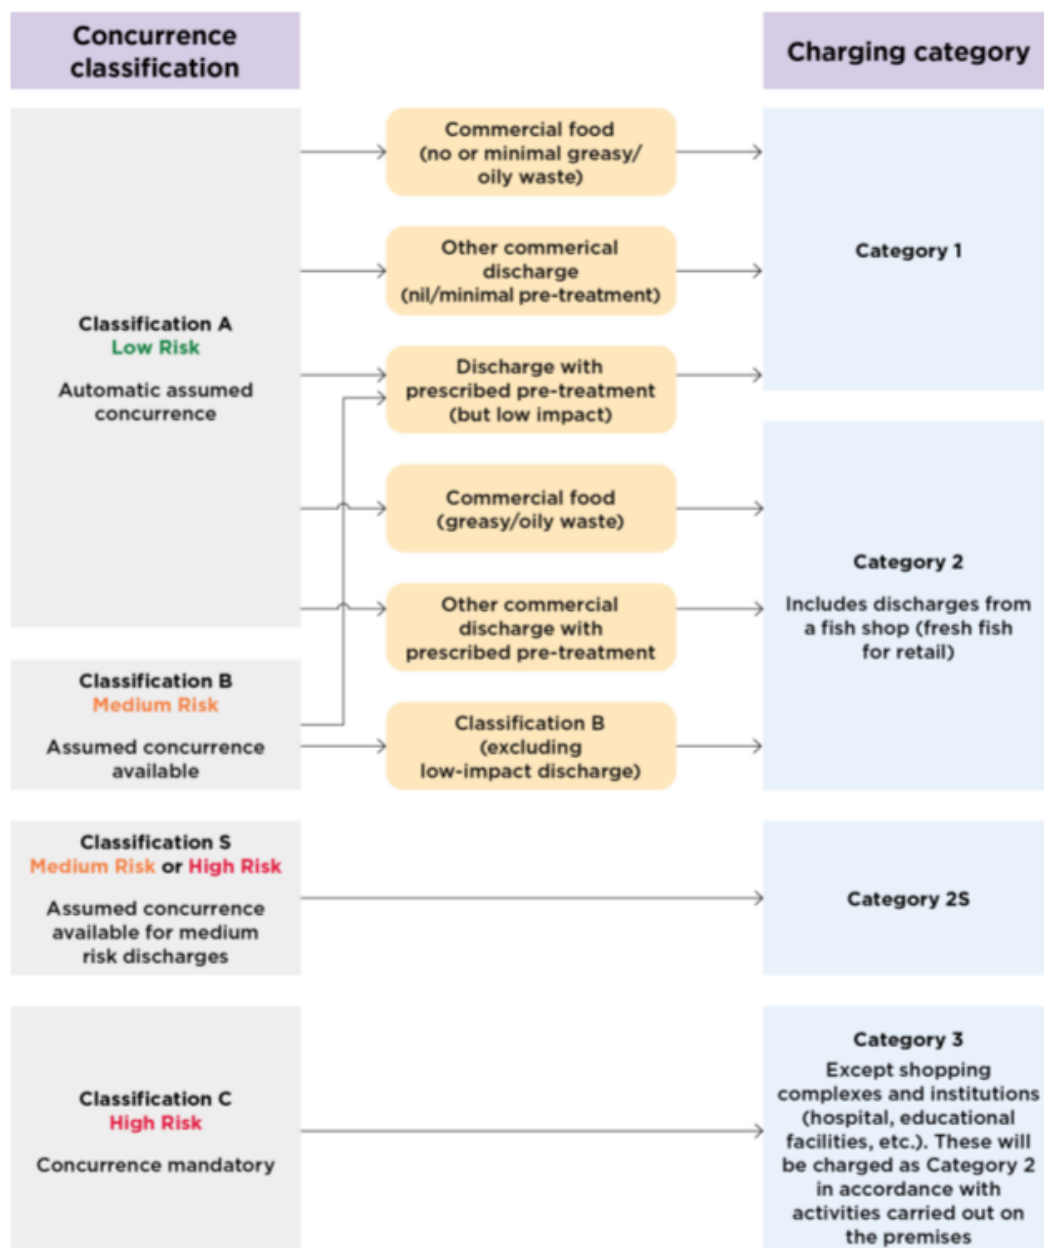 Concurrence
classification
Charging category
Classification A
Low Risk
Automatic assumed
concurrence
Commercial food
(no or minimal greasy/
oily waste)
Other commerical
discharge
(nil/minimal pre-treatment)
Discharge with
prescribed pre-treatment
(but low impact)
Commercial food
(greasy/oily waste)
Other commercial
discharge with
prescribed pre-treatment
Category 1
Category 2
Includes discharges from
a fish shop (fresh fish
for retail)
Classification B
Medium Risk
Assumed concurrence
available
Classification B
(excluding
low-impact discharge)
Classification S
Medium Risk or High Risk
Assumed concurrence
available for medium
risk discharges
Category 2S
Classification C
High Risk
Concurrence mandatory
Category 3
Except shopping
complexes and institutions
(hospital, educational
facilities, etc.). These will
be charged as Category 2
in accordance with
activities carried out on
the premises